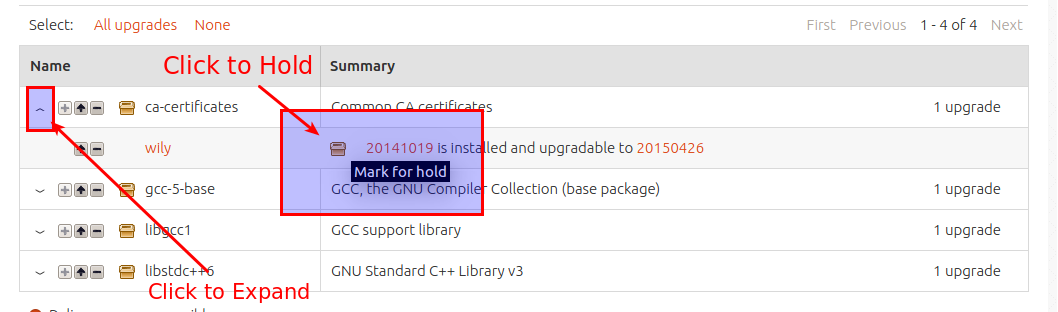 Select: All upgrades None First Previous 1 - 4 of 4 Next
Name Click to Hold Summary
ca-certificates Common CA certificates 1 upgrade
wily 20141019 is installed and upgradable to 20150426
Mark for hold
gcc-5-base GCC, the GNU Compiler Collection (base package) 1 upgrade
libgcc1 GCC support library 1 upgrade
libstdc++6 GNU Standard C++ Library v3 1 upgrade
Click to Expand